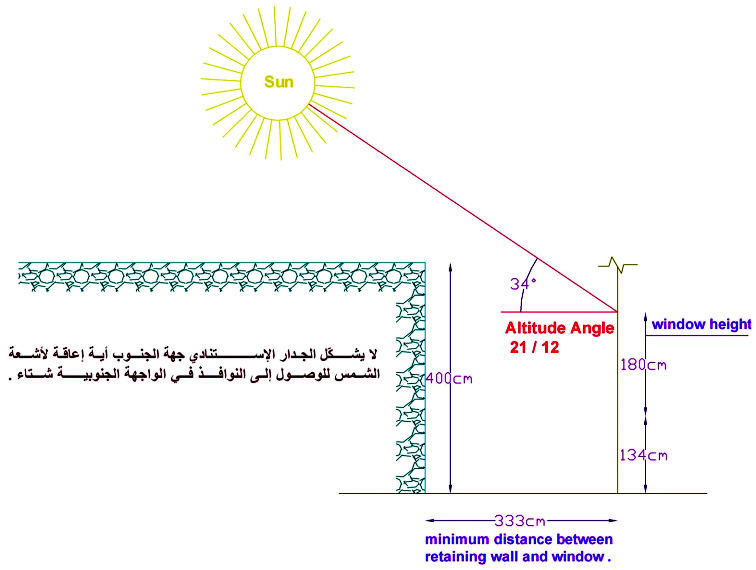 Sun
34°
Altitude Angle
21 / 12
window height
180cm
400cm
134cm
لا يشكّل الجدار الإستنادي جهة الجنوب أية إعاقة لأشعة
الشمس للوصول إلى النوافذ في الواجهة الجنوبية شتاء .
333cm
minimum distance between
retaining wall and window .